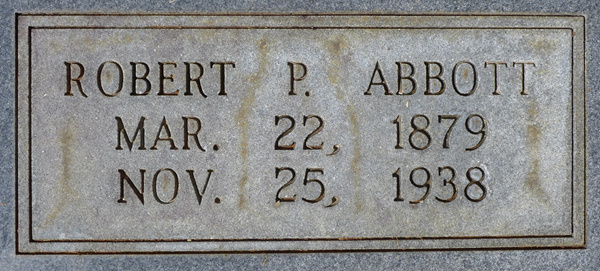 ROBERT P. ABBOTT
MAR. 22, 1879
NOV. 25, 1938